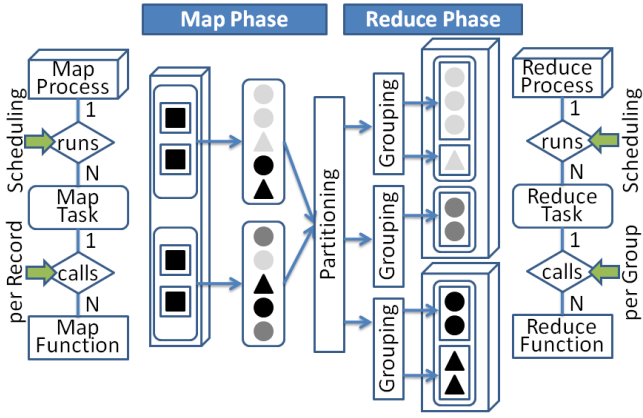 Map Phase
Reduce Phase
Map
Process
1
Scheduling
runs
N
Map
Task
1
per Record
calls
N
Map
Function
Partitioning
Grouping
Grouping
Grouping
Reduce
Process
1
Scheduling
runs
N
Reduce
Task
1
per Group
calls
N
Reduce
Function